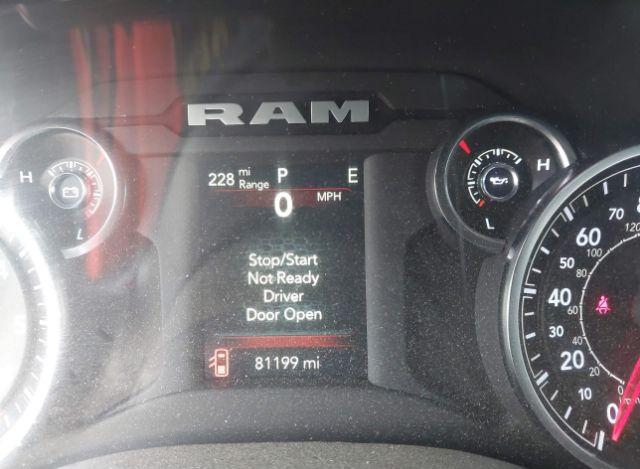 RAM
228 mi Range P E
0 MPH
Stop/Start
Not Ready
Driver
Door Open
81199 mi
H
L
H
L
60
40
20
0
70
50
30
10
120
100
80
60
40
20
0